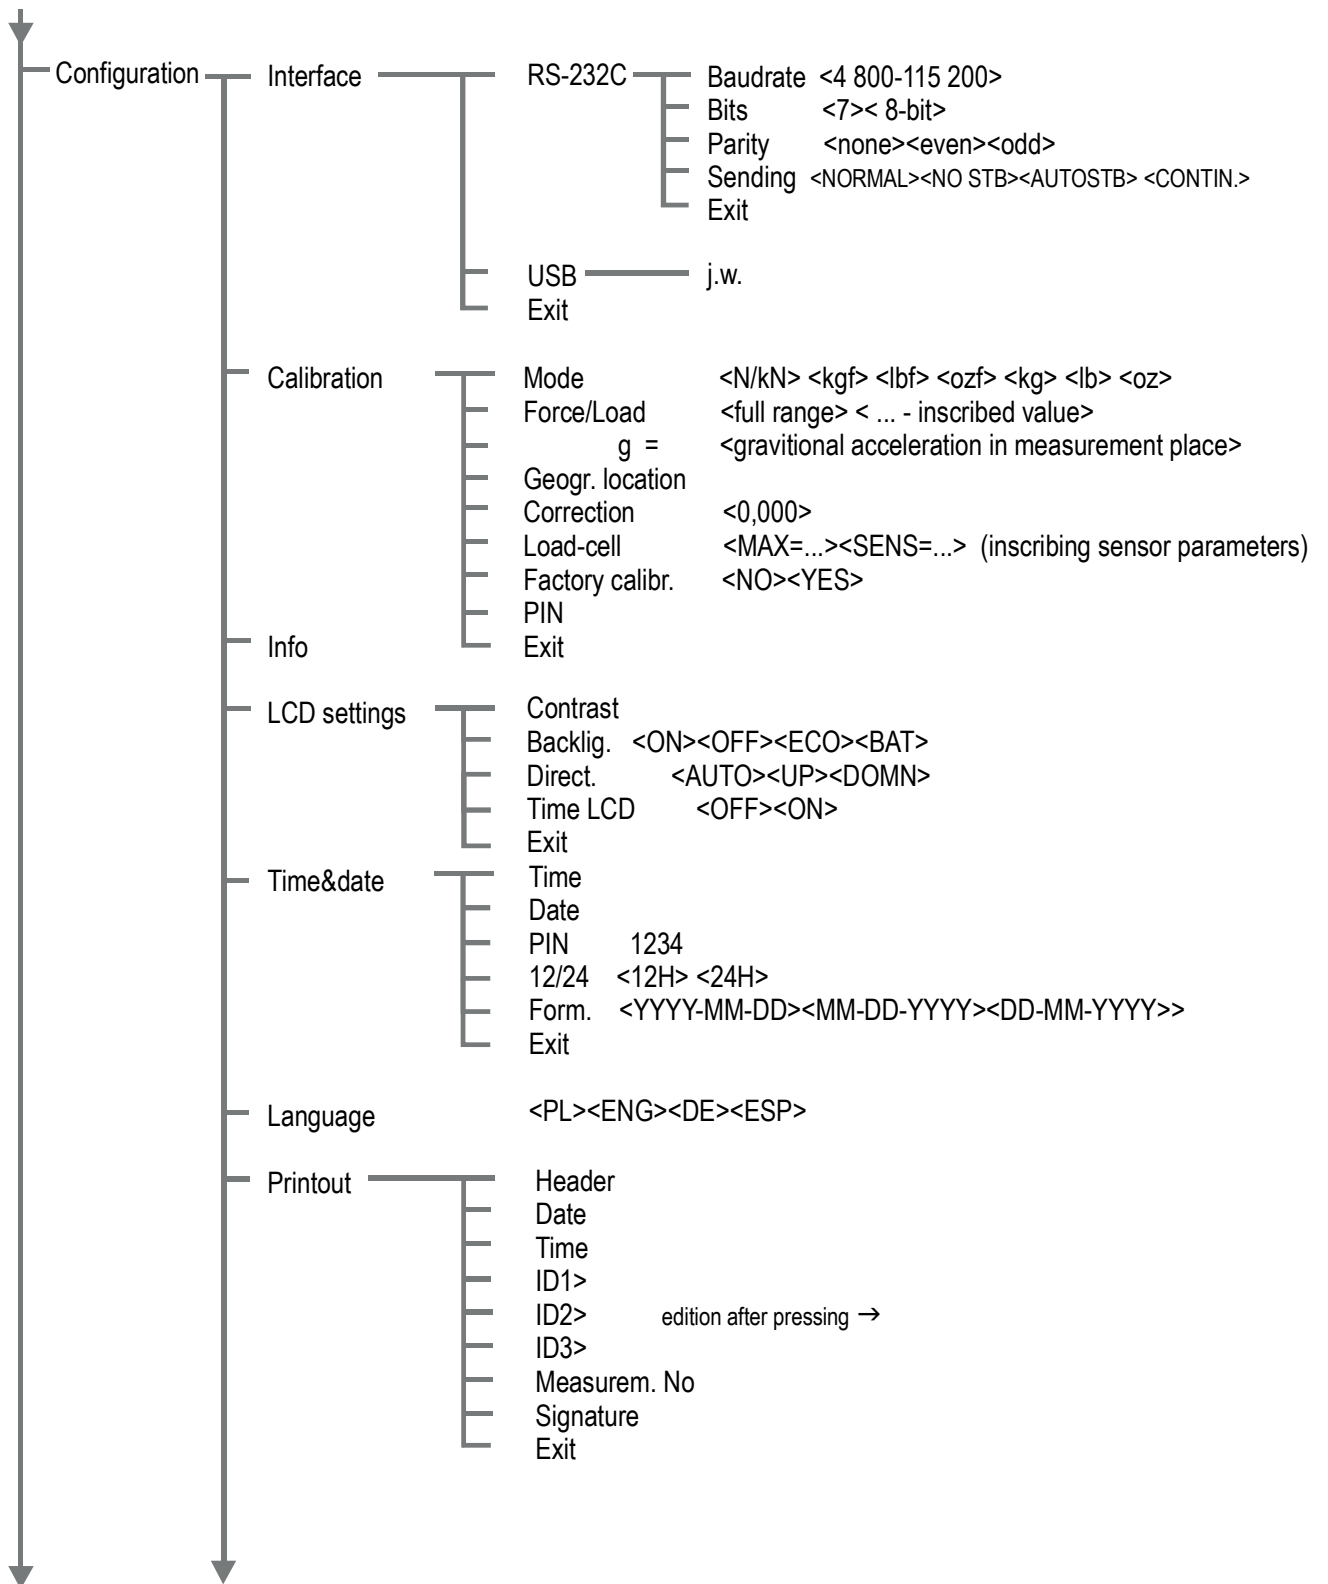 Configuration Interface RS-232C Baudrate <4 800-115 200>
Bits <7>< 8-bit>
Parity <none><even><odd>
Sending <NORMAL><NO STB><AUTOSTB> <CONTIN.>
Exit
USB j.w.
Exit
Calibration Mode <N/kN> <kgf> <lbf> <ozf> <kg> <lb> <oz>
Force/Load <full range> < ... - inscribed value>
g = <gravitional acceleration in measurement place>
Geogr. location
Correction <0,000>
Load-cell <MAX=...><SENS=...> (inscribing sensor parameters)
Factory calibr. <NO><YES>
PIN
Info Exit
LCD settings Contrast
Backlig. <ON><OFF><ECO><BAT>
Direct. <AUTO><UP><DOMN>
Time LCD <OFF><ON>
Exit
Time&date Time
Date
PIN 1234
12/24 <12H> <24H>
Form. <YYYY-MM-DD><MM-DD-YYYY><DD-MM-YYYY>>
Exit
Language <PL><ENG><DE><ESP>
Printout Header
Date
Time
ID1>
ID2> edition after pressing →
ID3>
Measurem. No
Signature
Exit